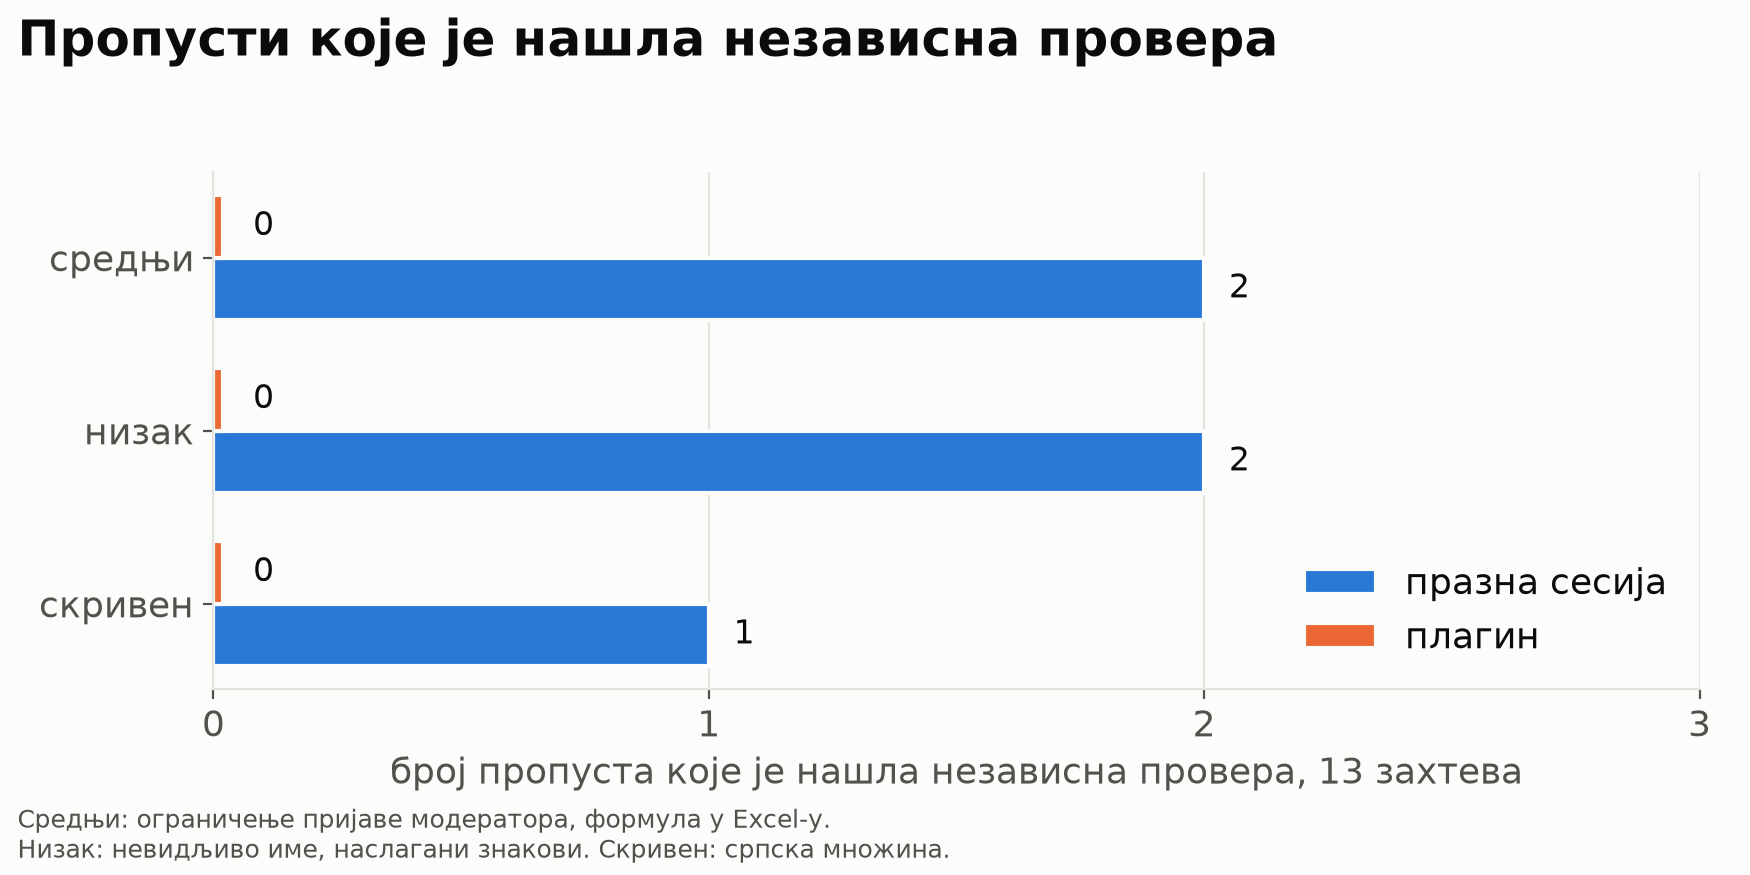 Пропусти које је нашла независна провера
0
средњи
2
0
низак
2
0
скривен
1
празна сесија
плагин
0 1 2 3
број пропуста које је нашла независна провера, 13 захтева
Средњи: ограничење пријаве модератора, формула у Excel-у.
Низак: невидљиво име, наслагани знакови. Скривен: српска множина.